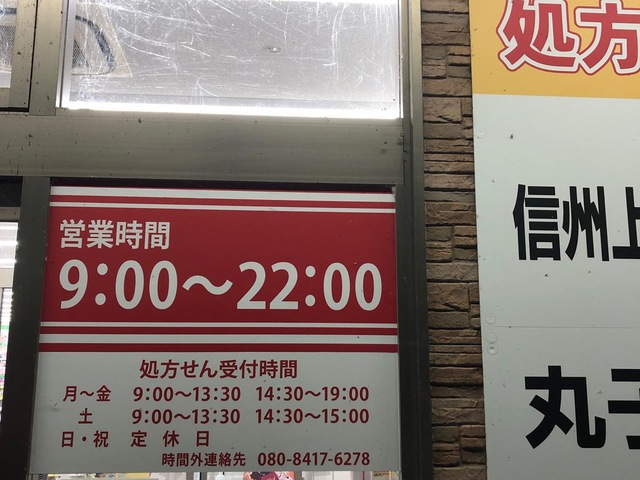 営業時間
9:00～22:00
処方せん受付時間
月～金 9:00～13:30 14:30～19:00
土 9:00～13:30 14:30～15:00
日・祝 定休日
時間外連絡先 080-8417-6278
処方
信州上
丸子